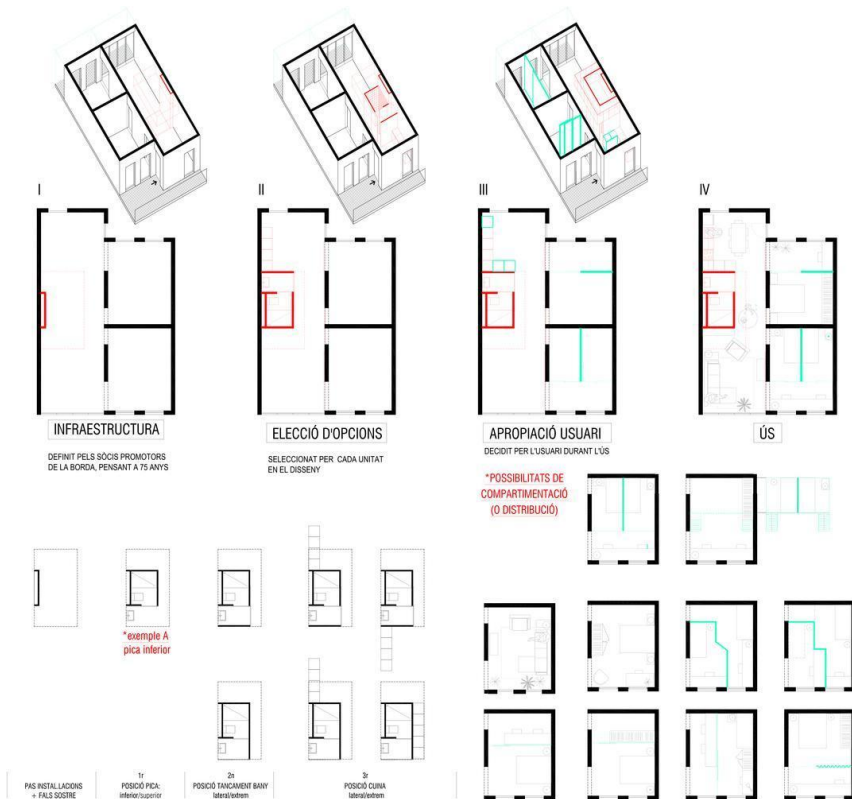 I
II
III
IV
INFRAESTRUCTURA
DEFINIT PELS SÒCIS PROMOTORS
DE LA BORDA, PENSANT A 75 ANYS
ELECCIÓ D'OPCIONS
SELECCIONAT PER CADA UNITAT
EN EL DISSENY
APROPIACIÓ USUARI
DECIDIT PER L'USUARI DURANT L'ÚS
ÚS
*POSSIBILITATS DE
COMPARTIMENTACIÓ
(O DISTRIBUCIÓ)
*exemple A
pica inferior
PAS INSTAL.LACIONS
+ FALS SOSTRE
1r
POSICIÓ PICA:
inferior/superior
2n
POSICIÓ TANCAMENT BANY
lateral/extrem
3r
POSICIÓ CUINA
lateral/extrem